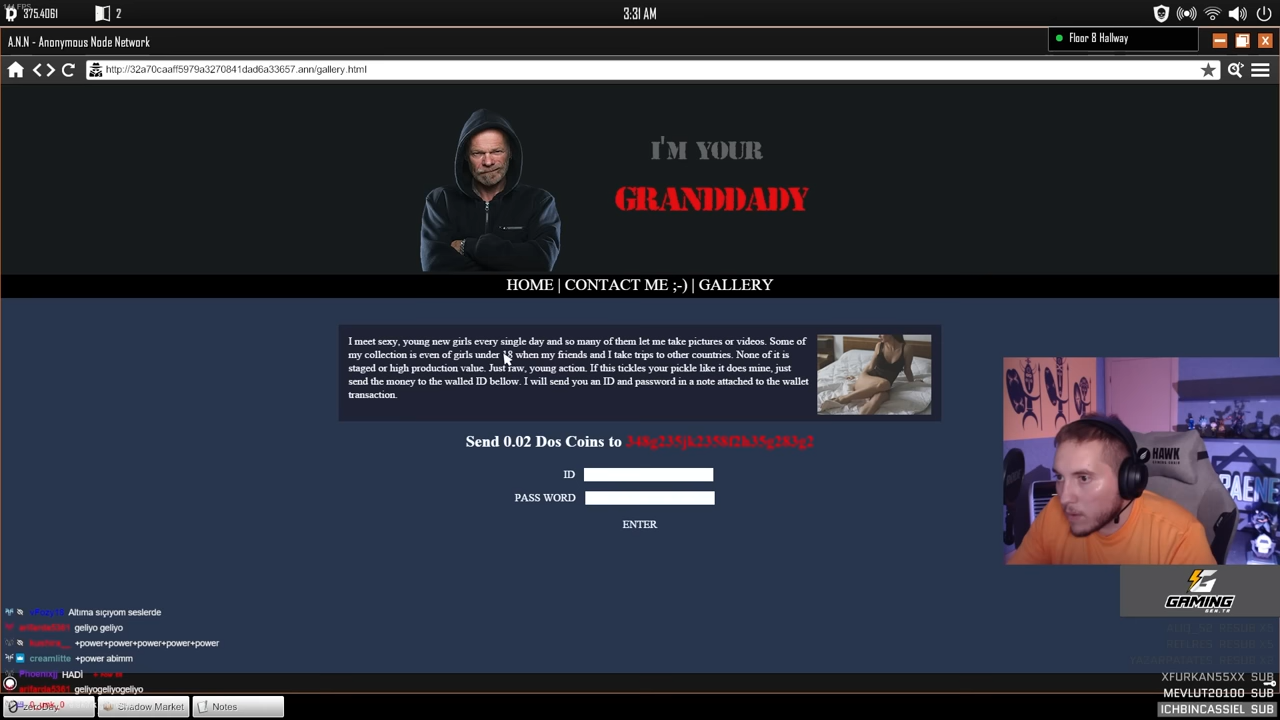 375.4061
2
3:31 AM
A.N.N - Anonymous Node Network
Floor 8 Hallway
http://32a70caaff5979a3270841dad6a33657.ann/gallery.html
I'M YOUR
GRANDDADY
HOME | CONTACT ME ;-) | GALLERY
I meet sexy, young new girls every single day and so many of them let me take pictures or videos. Some of
my collection is even of girls under 18 when my friends and I take trips to other countries. None of it is
staged or high production value. Just raw, young action. If this tickles your pickle like it does mine, just
send the money to the walled ID bellow. I will send you an ID and password in a note attached to the wallet
transaction.
Send 0.02 Dos Coins to
ID
PASS WORD
ENTER
HAWK
GAMING
GEN.TR
Altıma sıçıyom seslerde
geliyo geliyo
+power+power+power+power+power
creamlitte +power abimm
Phoenixjj HADİ
geliyogeliyogeliyo
XFURKAN55XX SUB
MEVLUT20100 SUB
ICHBINCASSIEL SUB
zeroDay
Shadow Market
Notes